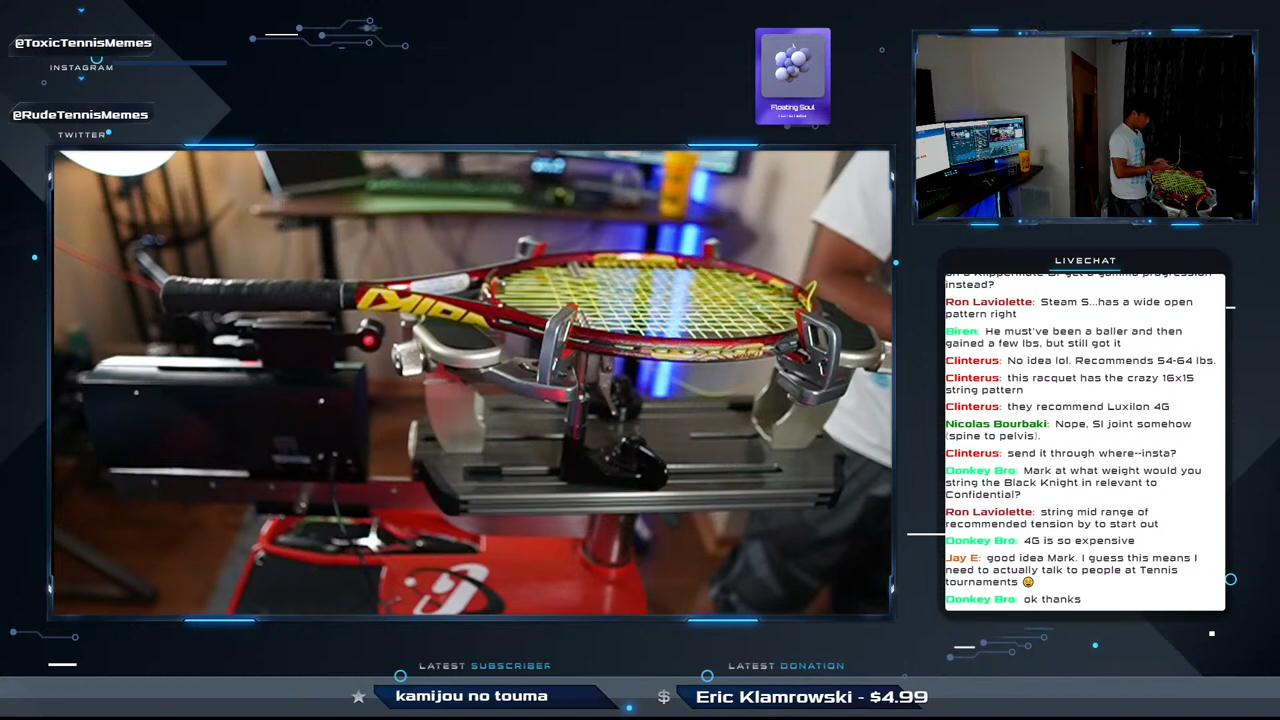 @ToxicTennisMemes
INSTAGRAM
@RudeTennisMemes
TWITTER
Floating Soul
LIVECHAT
instead?
Ron Laviolette: Steam S...has a wide open
pattern right
Biren: He must've been a baller and then
gained a few lbs, but still got it
Clinterus: No idea lol. Recommends 54-64 lbs.
Clinterus: this racquet has the crazy 16x15
string pattern
Clinterus: they recommend Luxilon 4G
Nicolas Bourbaki: Nope, SI joint somehow
(spine to pelvis).
Clinterus: send it through where--insta?
Donkey Bro: Mark at what weight would you
string the Black Knight in relevant to
Confidential?
Ron Laviolette: string mid range of
recommended tension by to start out
Donkey Bro: 4G is so expensive
Jay E: good idea Mark. I guess this means I
need to actually talk to people at Tennis
tournaments 😄
Donkey Bro: ok thanks
LATEST SUBSCRIBER
kamijou no touma
LATEST DONATION
$ Eric Klamrowski - $4.99